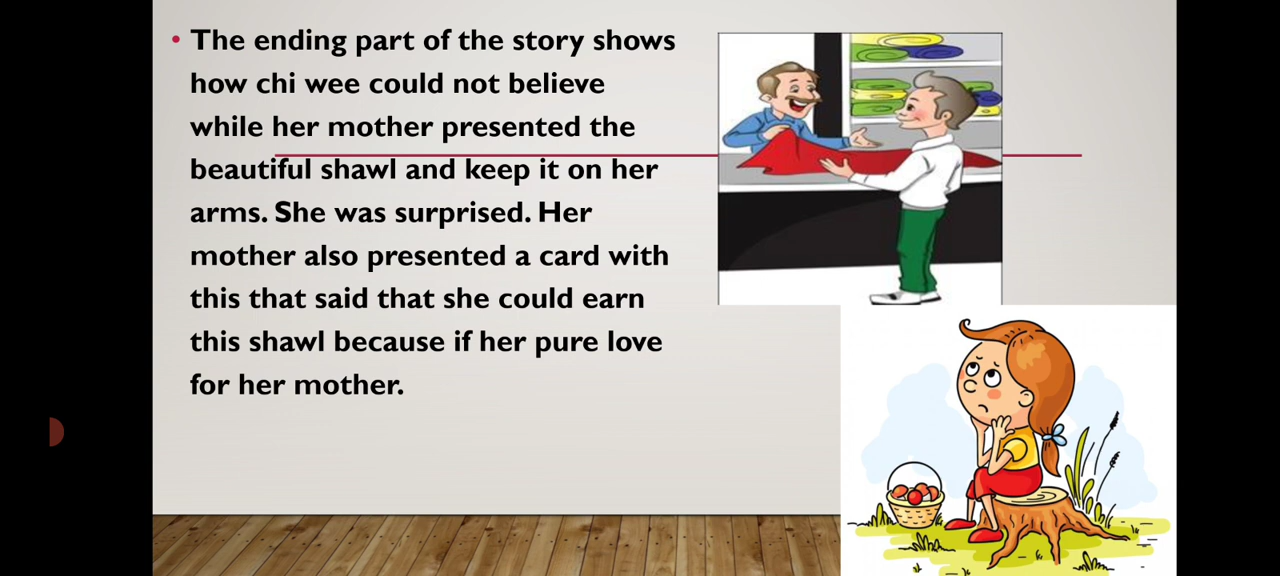 • The ending part of the story shows
how chi wee could not believe
while her mother presented the
beautiful shawl and keep it on her
arms. She was surprised. Her
mother also presented a card with
this that said that she could earn
this shawl because if her pure love
for her mother.